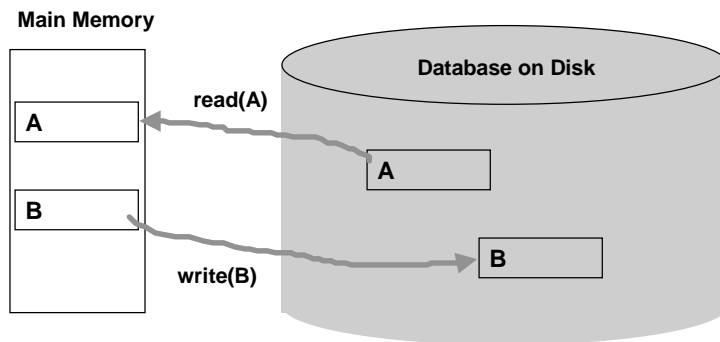 Main Memory
Database on Disk
read(A)
A
A
B
B
write(B)